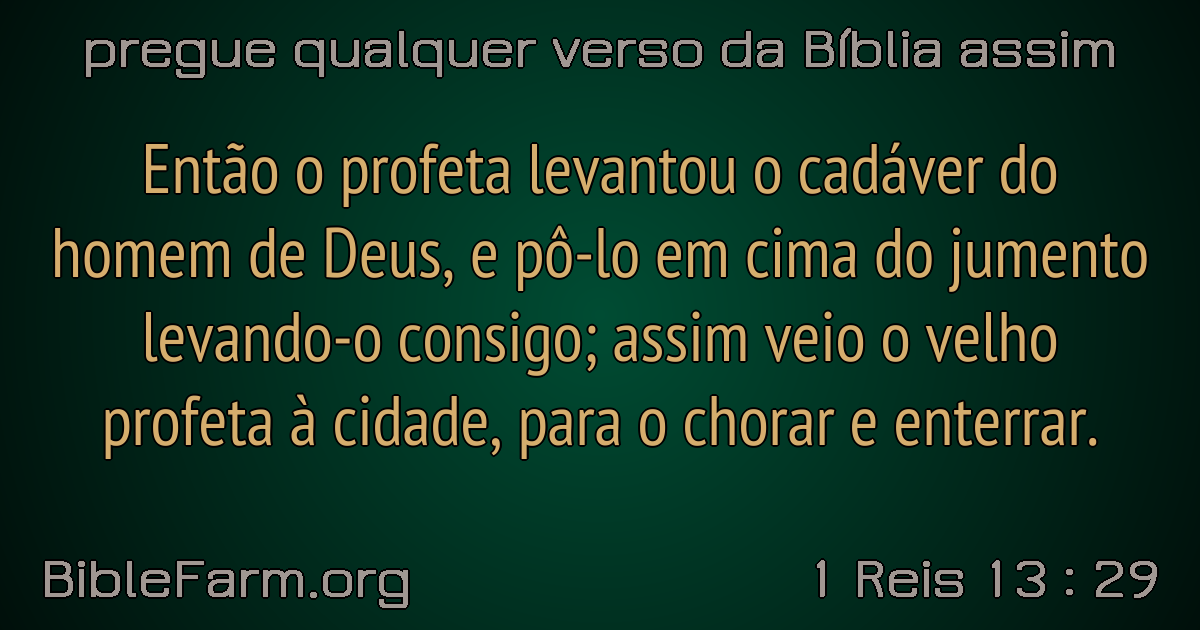 pregue qualquer verso da Bíblia assim
Então o profeta levantou o cadáver do
homem de Deus, e pô-lo em cima do jumento
levando-o consigo; assim veio o velho
profeta à cidade, para o chorar e enterrar.
BibleFarm.org
1 Reis 13 : 29